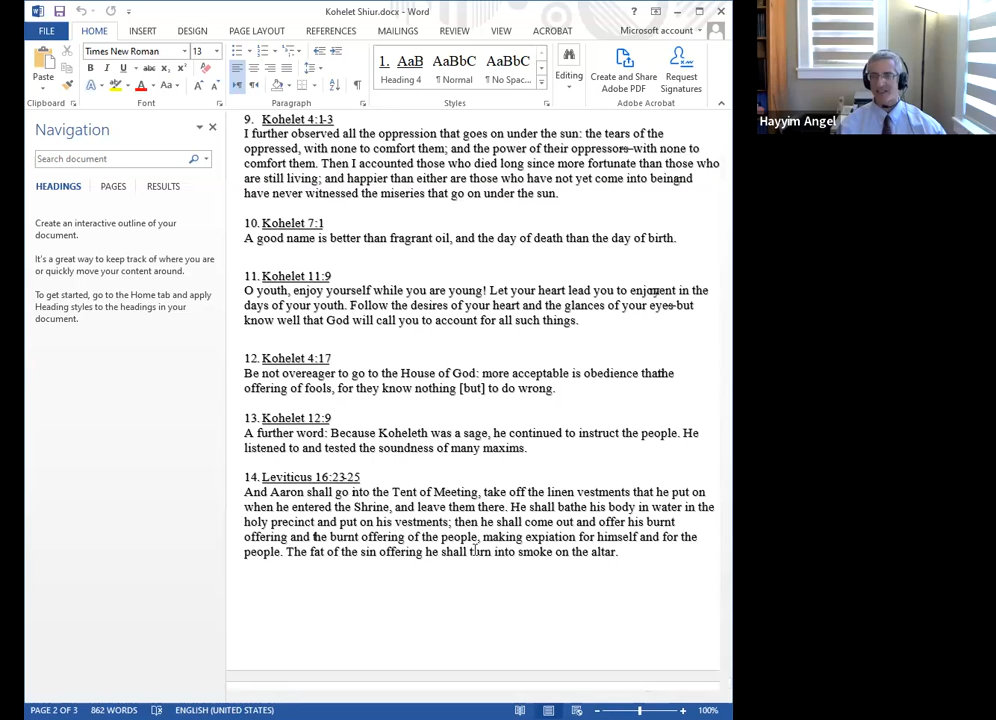 Kohelet Shiur.docx - Word
FILE HOME INSERT DESIGN PAGE LAYOUT REFERENCES MAILINGS REVIEW VIEW ACROBAT Microsoft account
Times New Roman 13
Paste
Clipboard Font Paragraph Styles Adobe Acrobat
1. AaB AaBbC AaBbC
Heading 4 ¶ Normal ¶ No Spac...
Editing
Create and Share
Adobe PDF
Request
Signatures
Navigation
Search document
HEADINGS PAGES RESULTS
Create an interactive outline of your
document.
It's a great way to keep track of where you are
or quickly move your content around.
To get started, go to the Home tab and apply
Heading styles to the headings in your
document.
9. Kohelet 4:1-3
I further observed all the oppression that goes on under the sun: the tears of the
oppressed, with none to comfort them; and the power of their oppressors-with none to
comfort them. Then I accounted those who died long since more fortunate than those who
are still living; and happier than either are those who have not yet come into being and
have never witnessed the miseries that go on under the sun.
10. Kohelet 7:1
A good name is better than fragrant oil, and the day of death than the day of birth.
11. Kohelet 11:9
O youth, enjoy yourself while you are young! Let your heart lead you to enjoyment in the
days of your youth. Follow the desires of your heart and the glances of your eyes-but
know well that God will call you to account for all such things.
12. Kohelet 4:17
Be not overeager to go to the House of God: more acceptable is obedience than the
offering of fools, for they know nothing [but] to do wrong.
13. Kohelet 12:9
A further word: Because Koheleth was a sage, he continued to instruct the people. He
listened to and tested the soundness of many maxims.
14. Leviticus 16:23-25
And Aaron shall go into the Tent of Meeting, take off the linen vestments that he put on
when he entered the Shrine, and leave them there. He shall bathe his body in water in the
holy precinct and put on his vestments; then he shall come out and offer his burnt
offering and the burnt offering of the people, making expiation for himself and for the
people. The fat of the sin offering he shall turn into smoke on the altar.
PAGE 2 OF 3 862 WORDS ENGLISH (UNITED STATES) 100%
Hayyim Angel